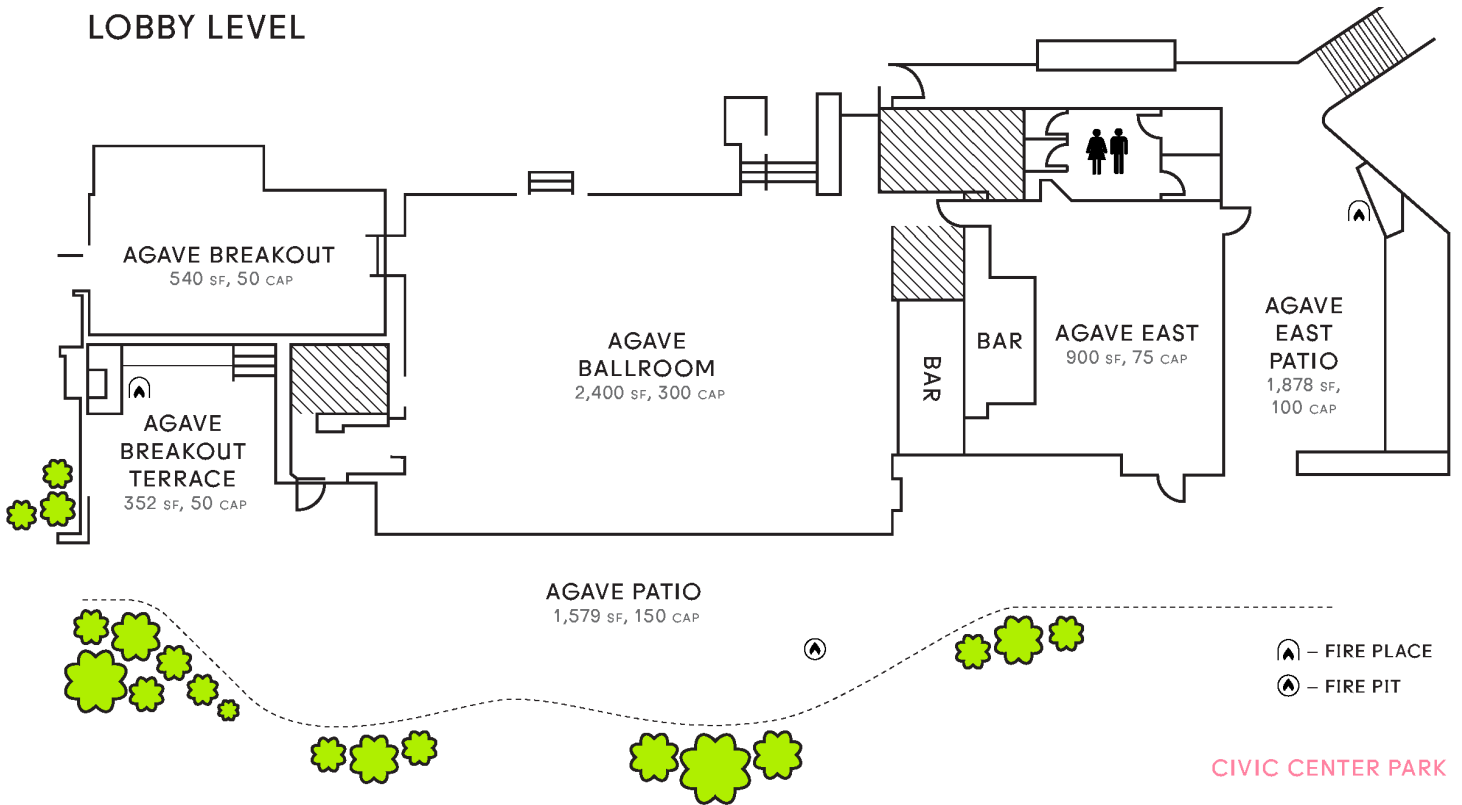 LOBBY LEVEL
AGAVE BREAKOUT
540 SF, 50 CAP
AGAVE
BREAKOUT
TERRACE
352 SF, 50 CAP
AGAVE
BALLROOM
2,400 SF, 300 CAP
BAR
BAR
AGAVE EAST
900 SF, 75 CAP
AGAVE
EAST
PATIO
1,878 SF,
100 CAP
AGAVE PATIO
1,579 SF, 150 CAP
– FIRE PLACE
– FIRE PIT
CIVIC CENTER PARK